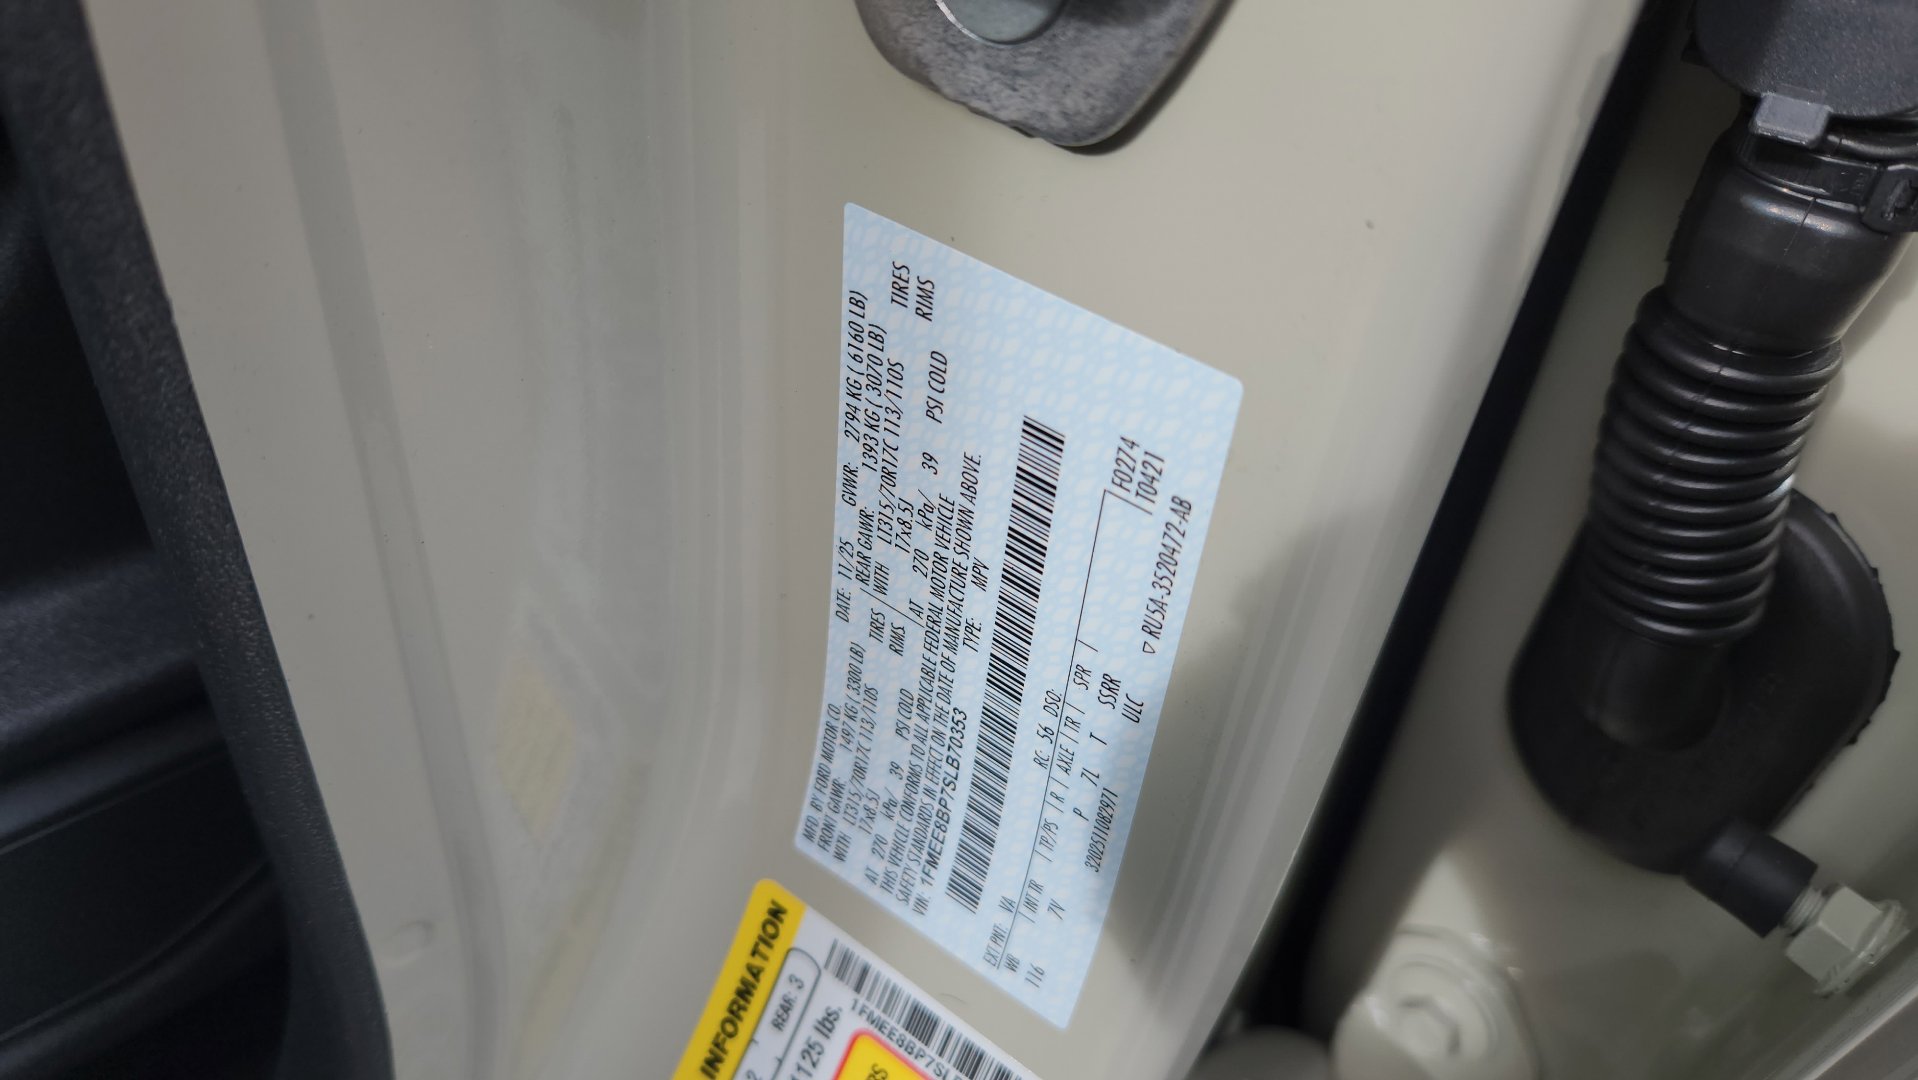 MFD. BY FORD MOTOR CO. DATE: 11/25 GVWR: 2794 KG ( 6160 LB)
FRONT GAWR: 1497 KG ( 3300 LB) REAR GAWR: 1393 KG ( 3070 LB)
WITH LT315/70R17C 113/110S TIRES WITH LT315/70R17C 113/110S TIRES
17x8.5J RIMS 17x8.5J RIMS
AT 270 kPa/ 39 PSI COLD AT 270 kPa/ 39 PSI COLD
THIS VEHICLE CONFORMS TO ALL APPLICABLE FEDERAL MOTOR VEHICLE
SAFETY STANDARDS IN EFFECT ON THE DATE OF MANUFACTURE SHOWN ABOVE.
VIN: 1FMEE8BP7SLB70353 TYPE: MPV
EXT PNT: VA RC: 56 DSO: F0274
WB INT TR TP/PS R AXLE TR SPR T0421
116 7V P 7L T SSRR
3202511082971 ULC ▽ RU5A-3520472-AB
INFORMATION
REAR: 3
1125 lbs.
1FMEE8BP7SL